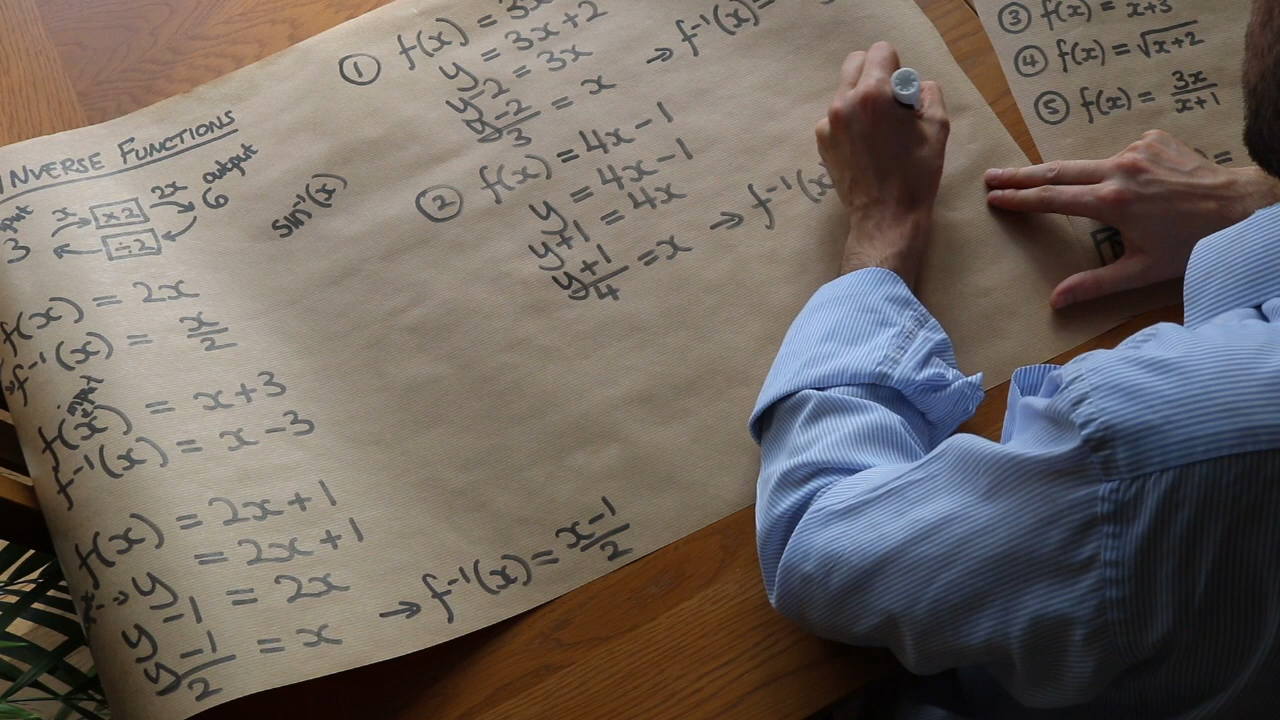 INVERSE FUNCTIONS
input
output
3 x ×2 2x 6
÷2
sin⁻¹(x)
f(x) = 2x
f⁻¹(x) = x/2
f(x) = x+3
f⁻¹(x) = x-3
f(x) = 2x+1
y = 2x+1
y-1 = 2x
y-1/2 = x → f⁻¹(x) = x-1/2
① f(x) = 3x
y = 3x+2
y-2 = 3x
y-2/3 = x → f⁻¹(x) =
② f(x) = 4x-1
y = 4x-1
y+1 = 4x
y+1/4 = x → f⁻¹(x
③ f(x) = x+3
④ f(x) = √x+2
⑤ f(x) = 3x/x+1
=